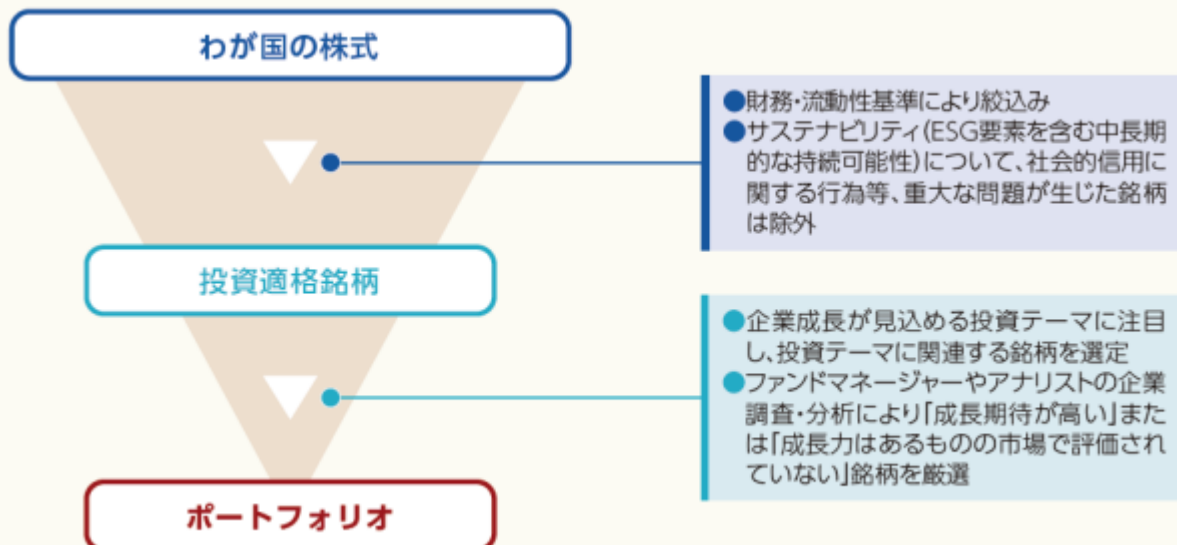 わが国の株式
●財務・流動性基準により絞込み
●サステナビリティ(ESG要素を含む中長期
的な持続可能性)について、社会的信用に
関する行為等、重大な問題が生じた銘柄
は除外
投資適格銘柄
●企業成長が見込める投資テーマに注目
し、投資テーマに関連する銘柄を選定
●ファンドマネージャーやアナリストの企業
調査・分析により「成長期待が高い」また
は「成長力はあるものの市場で評価され
ていない」銘柄を厳選
ポートフォリオ